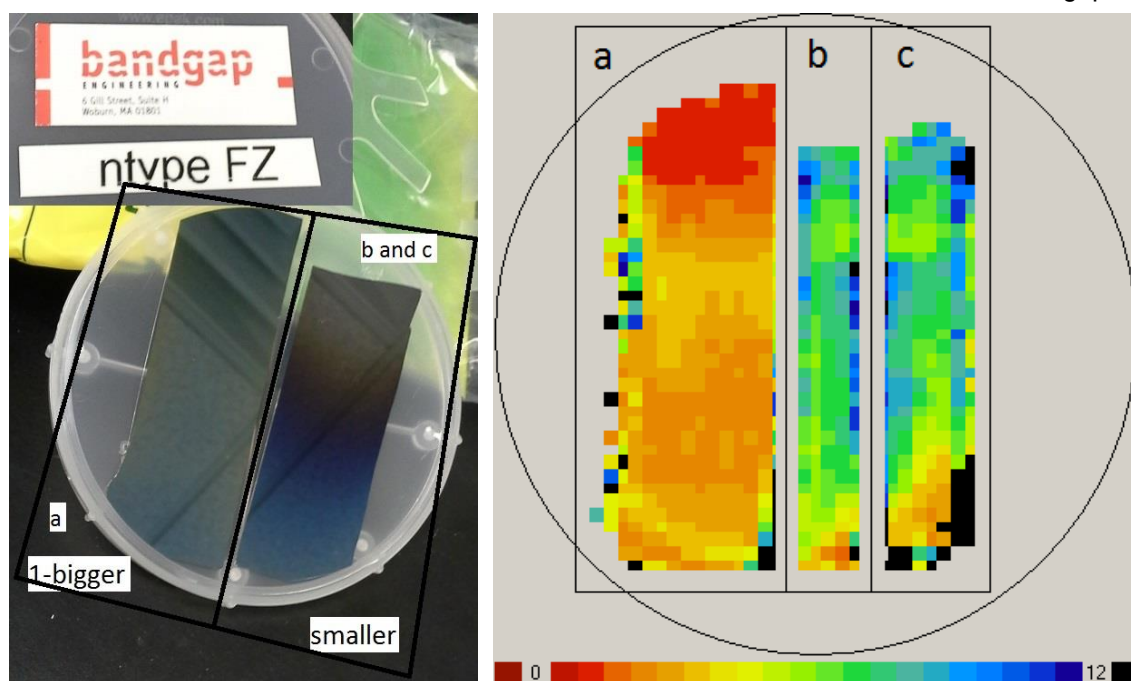 bandgap
ENGINEERING
6 Gill Street, Suite H
Woburn, MA 01801
ntype FZ
b and c
a
1-bigger
smaller
a
b
c
0
12